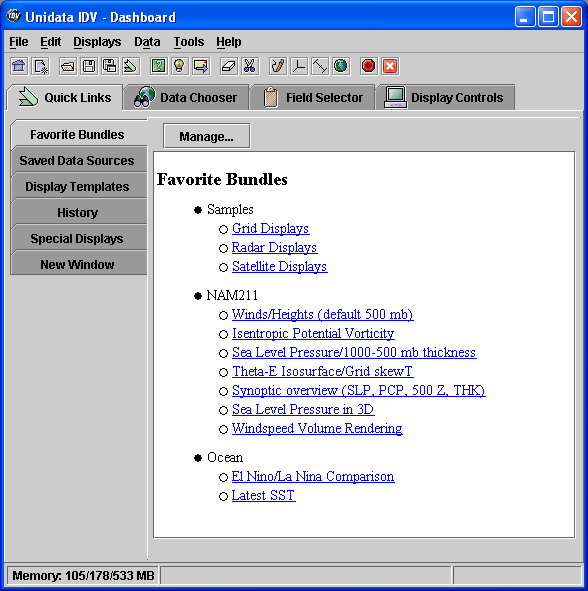 Unidata IDV - Dashboard
File Edit Displays Data Tools Help
Quick Links Data Chooser Field Selector Display Controls
Favorite Bundles
Saved Data Sources
Display Templates
History
Special Displays
New Window
Manage...
Favorite Bundles
Samples
Grid Displays
Radar Displays
Satellite Displays
NAM211
Winds/Heights (default 500 mb)
Isentropic Potential Vorticity
Sea Level Pressure/1000-500 mb thickness
Theta-E Isosurface/Grid skewT
Synoptic overview (SLP, PCP, 500 Z, THK)
Sea Level Pressure in 3D
Windspeed Volume Rendering
Ocean
El Nino/La Nina Comparison
Latest SST
Memory: 105/178/533 MB